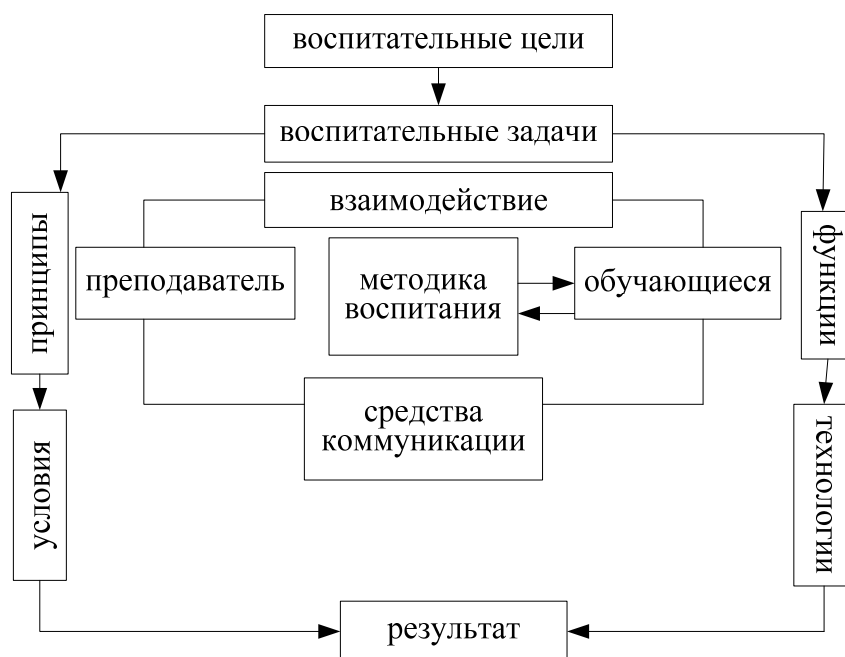 воспитательные цели
воспитательные задачи
взаимодействие
принципы
функции
преподаватель
методика
воспитания
обучающиеся
средства
коммуникации
условия
технологии
результат